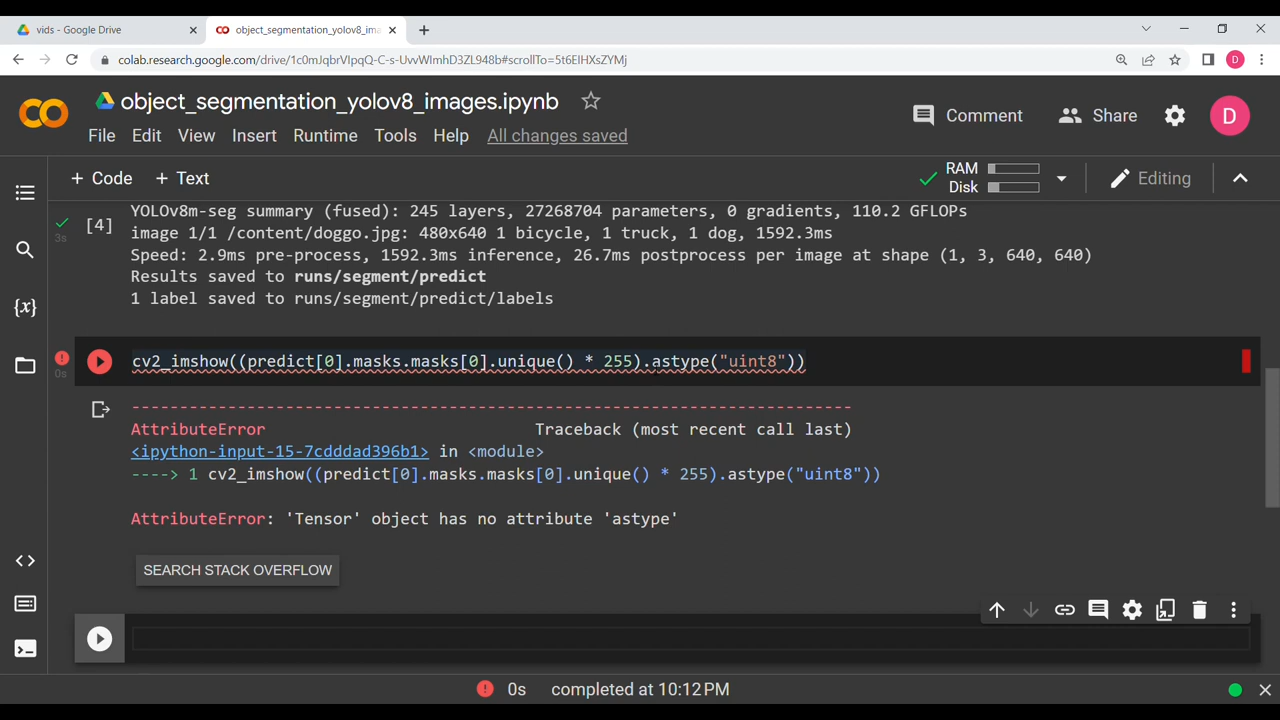 vids - Google Drive
object_segmentation_yolov8_ima
colab.research.google.com/drive/1c0mJqbrVlpqQ-C-s-UvvWlmhD3ZL948b#scrollTo=5t6EIHXsZYMj
D
object_segmentation_yolov8_images.ipynb
Comment
Share
D
File Edit View Insert Runtime Tools Help All changes saved
+ Code + Text
RAM
Disk
Editing
YOLOv8m-seg summary (fused): 245 layers, 27268704 parameters, 0 gradients, 110.2 GFLOPs
[4]
3s
image 1/1 /content/doggo.jpg: 480x640 1 bicycle, 1 truck, 1 dog, 1592.3ms
Speed: 2.9ms pre-process, 1592.3ms inference, 26.7ms postprocess per image at shape (1, 3, 640, 640)
Results saved to runs/segment/predict
1 label saved to runs/segment/predict/labels
{x}
0s
cv2_imshow((predict[0].masks.masks[0].unique() * 255).astype("uint8"))
---------------------------------------------------------------------------
AttributeError Traceback (most recent call last)
<ipython-input-15-7cdddad396b1> in <module>
----> 1 cv2_imshow((predict[0].masks.masks[0].unique() * 255).astype("uint8"))
AttributeError: 'Tensor' object has no attribute 'astype'
SEARCH STACK OVERFLOW
0s completed at 10:12 PM